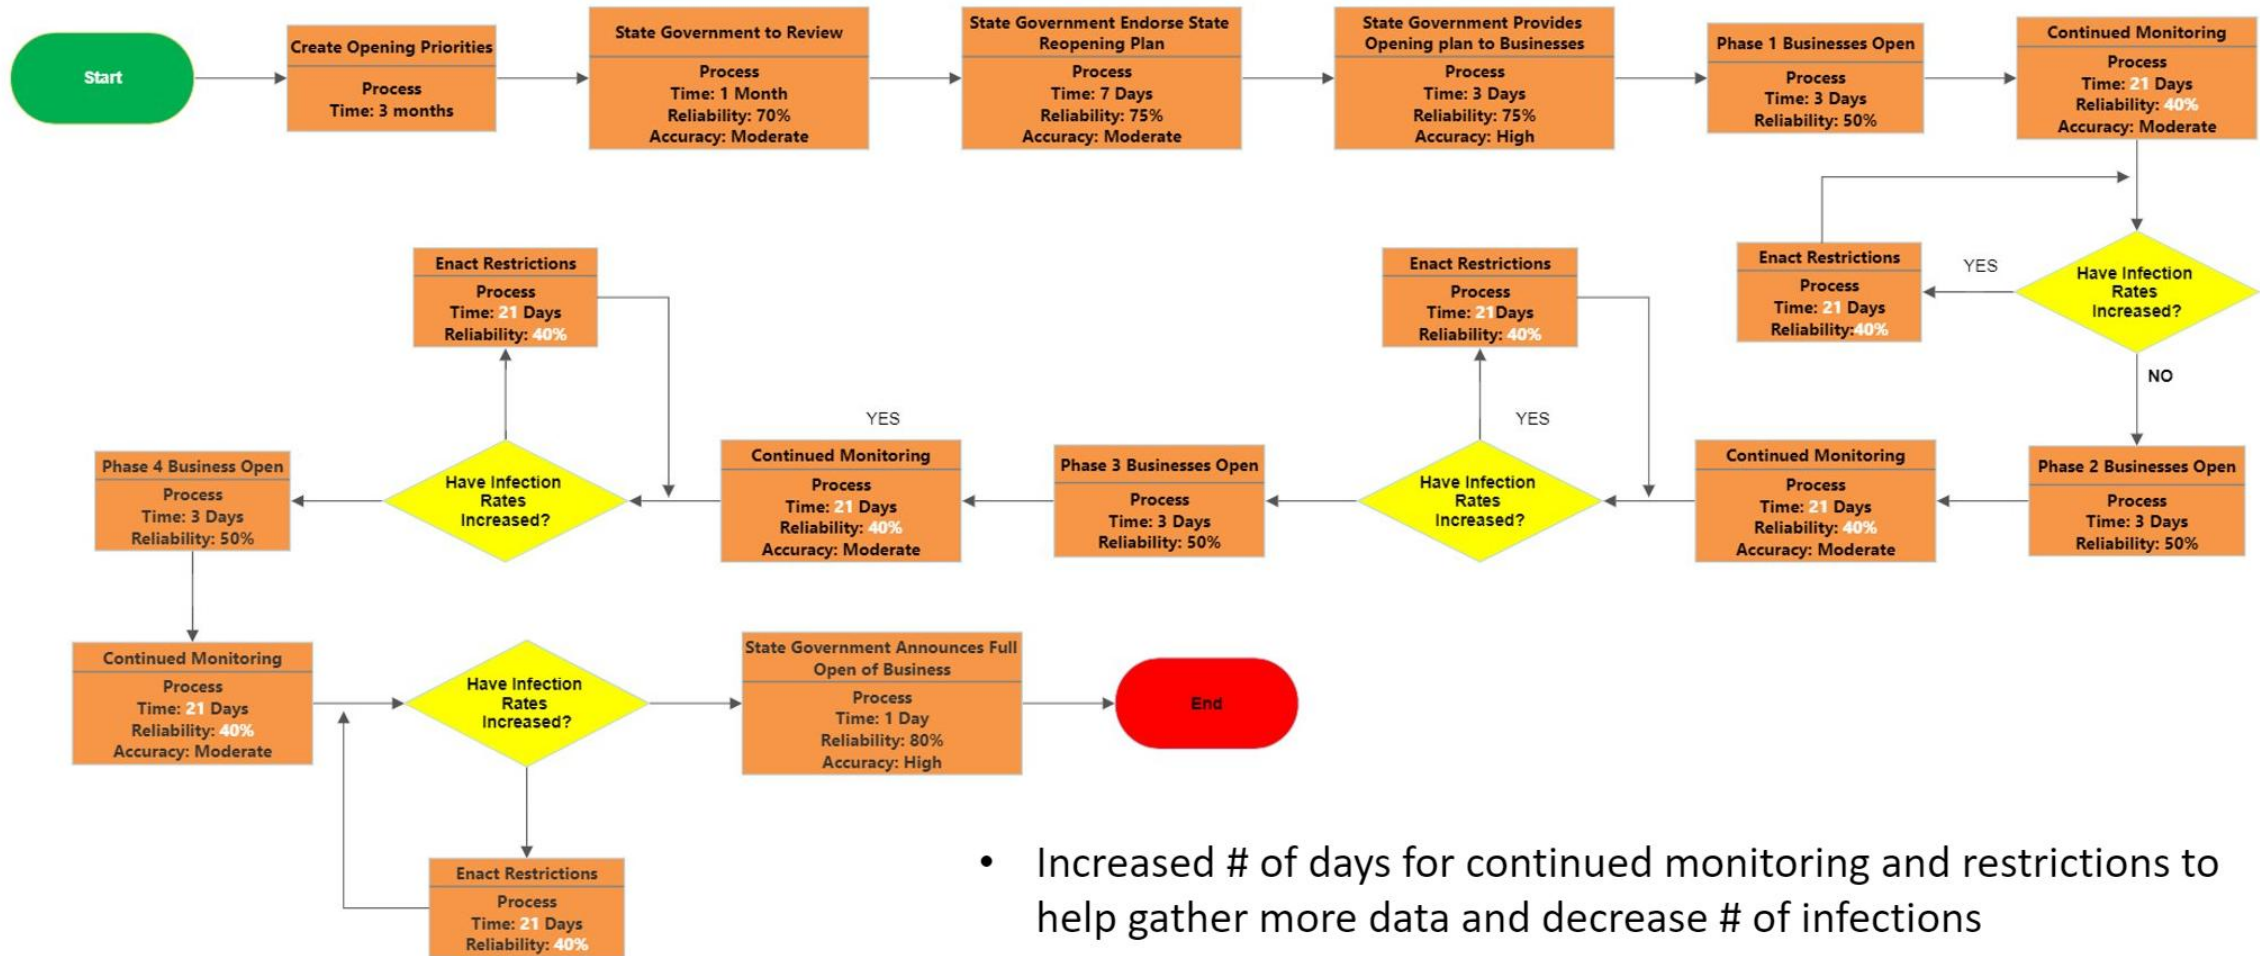 Start
Create Opening Priorities
Process
Time: 3 months
State Government to Review
Process
Time: 1 Month
Reliability: 70%
Accuracy: Moderate
State Government Endorse State
Reopening Plan
Process
Time: 7 Days
Reliability: 75%
Accuracy: Moderate
State Government Provides
Opening plan to Businesses
Process
Time: 3 Days
Reliability: 75%
Accuracy: High
Phase 1 Businesses Open
Process
Time: 3 Days
Reliability: 50%
Continued Monitoring
Process
Time: 21 Days
Reliability: 40%
Accuracy: Moderate
Have Infection
Rates
Increased?
YES
Enact Restrictions
Process
Time: 21 Days
Reliability:40%
NO
Phase 2 Businesses Open
Process
Time: 3 Days
Reliability: 50%
Continued Monitoring
Process
Time: 21 Days
Reliability: 40%
Accuracy: Moderate
Have Infection
Rates
Increased?
YES
Enact Restrictions
Process
Time: 21Days
Reliability: 40%
Phase 3 Businesses Open
Process
Time: 3 Days
Reliability: 50%
Continued Monitoring
Process
Time: 21 Days
Reliability: 40%
Accuracy: Moderate
YES
Have Infection
Rates
Increased?
Enact Restrictions
Process
Time: 21 Days
Reliability: 40%
Phase 4 Business Open
Process
Time: 3 Days
Reliability: 50%
Continued Monitoring
Process
Time: 21 Days
Reliability: 40%
Accuracy: Moderate
Have Infection
Rates
Increased?
Enact Restrictions
Process
Time: 21 Days
Reliability: 40%
State Government Announces Full
Open of Business
Process
Time: 1 Day
Reliability: 80%
Accuracy: High
End
• Increased # of days for continued monitoring and restrictions to
help gather more data and decrease # of infections